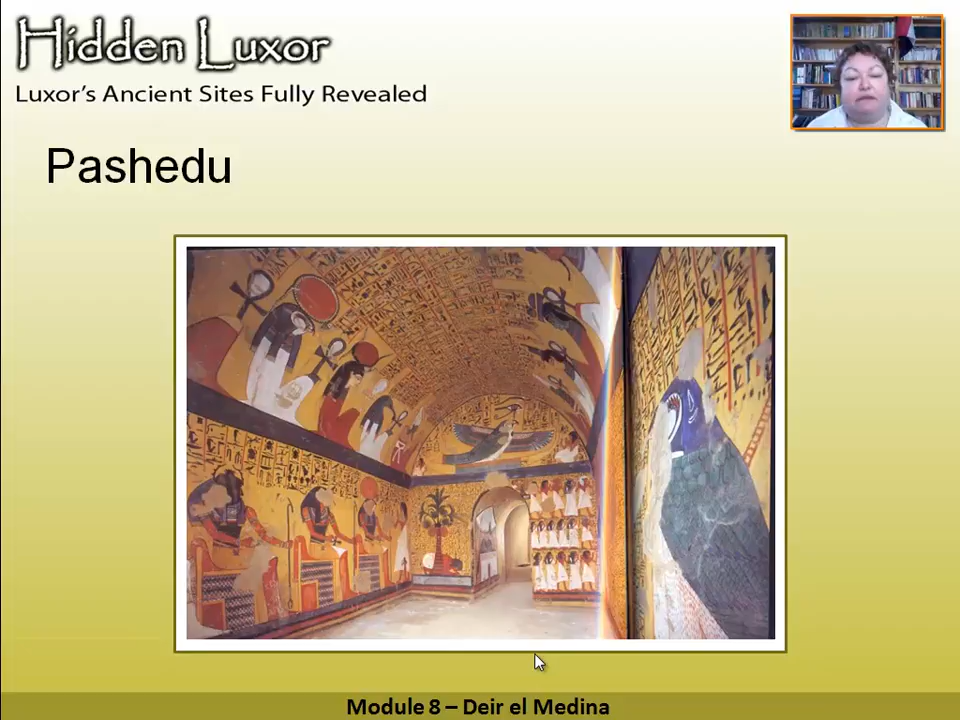 Hidden Luxor
Luxor's Ancient Sites Fully Revealed
Pashedu
Module 8 – Deir el Medina